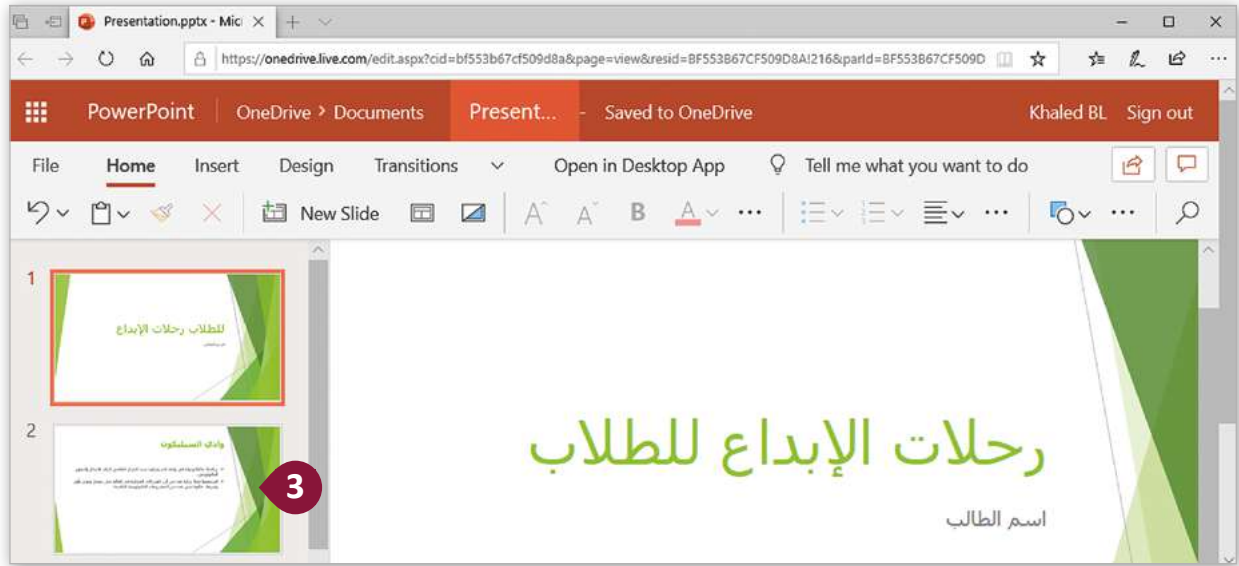 Presentation.pptx - Mic
https://onedrive.live.com/edit.aspx?cid=bf553b67cf509d8a&page=view&resid=BF553B67CF509D8A!216&parId=BF553B67CF509D
PowerPoint OneDrive > Documents Present... - Saved to OneDrive Khaled BL Sign out
File Home Insert Design Transitions Open in Desktop App Tell me what you want to do
New Slide A A B A
1
للطلاب رحلات الإبداع
2
وادي السيليكون
3
رحلات الإبداع للطلاب
اسم الطالب